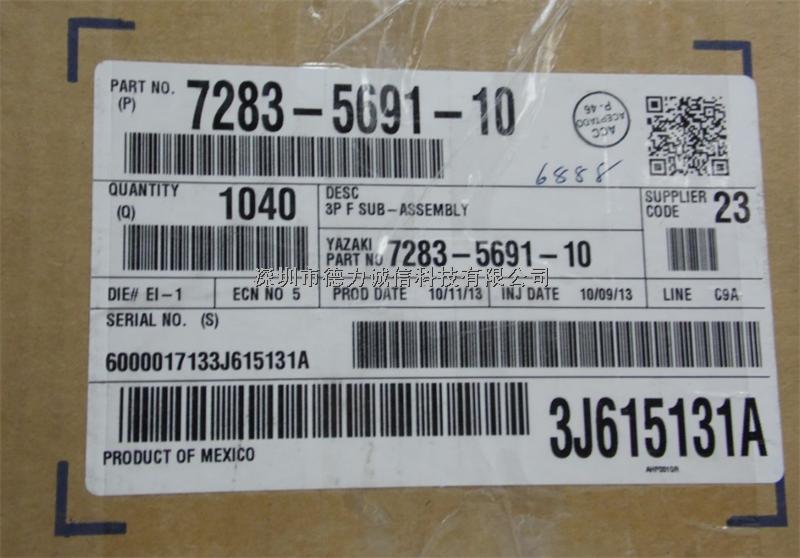 PART NO.
(P)
7283-5691-10
ACC
ACEPTADO
P.46
6888
QUANTITY
(Q)
1040
DESC
3P F SUB-ASSEMBLY
SUPPLIER
CODE
23
YAZAKI
PART NO
7283-5691-10
深圳市德力诚信科技有限公司
DIE# EI-1
ECN NO 5
PROD DATE 10/11/13
INJ DATE 10/09/13
LINE C9A
SERIAL NO. (S)
6000017133J615131A
3J615131A
PRODUCT OF MEXICO
AHP001GR